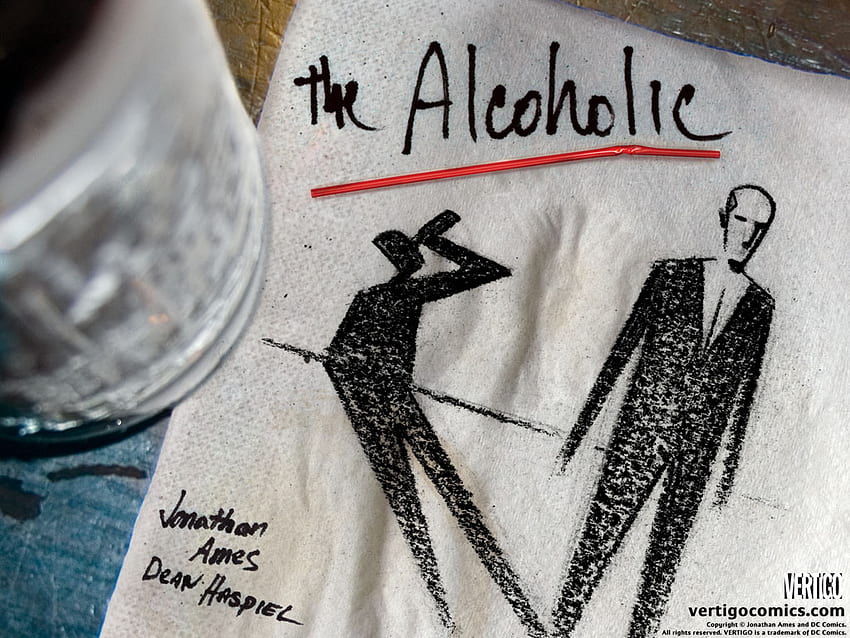 the Alcoholic
Jonathan
Ames
Dean Haspiel
VERTIGO
vertigocomics.com
Copyright © Jonathan Ames and DC Comics.
All rights reserved. VERTIGO is a trademark of DC Comics.